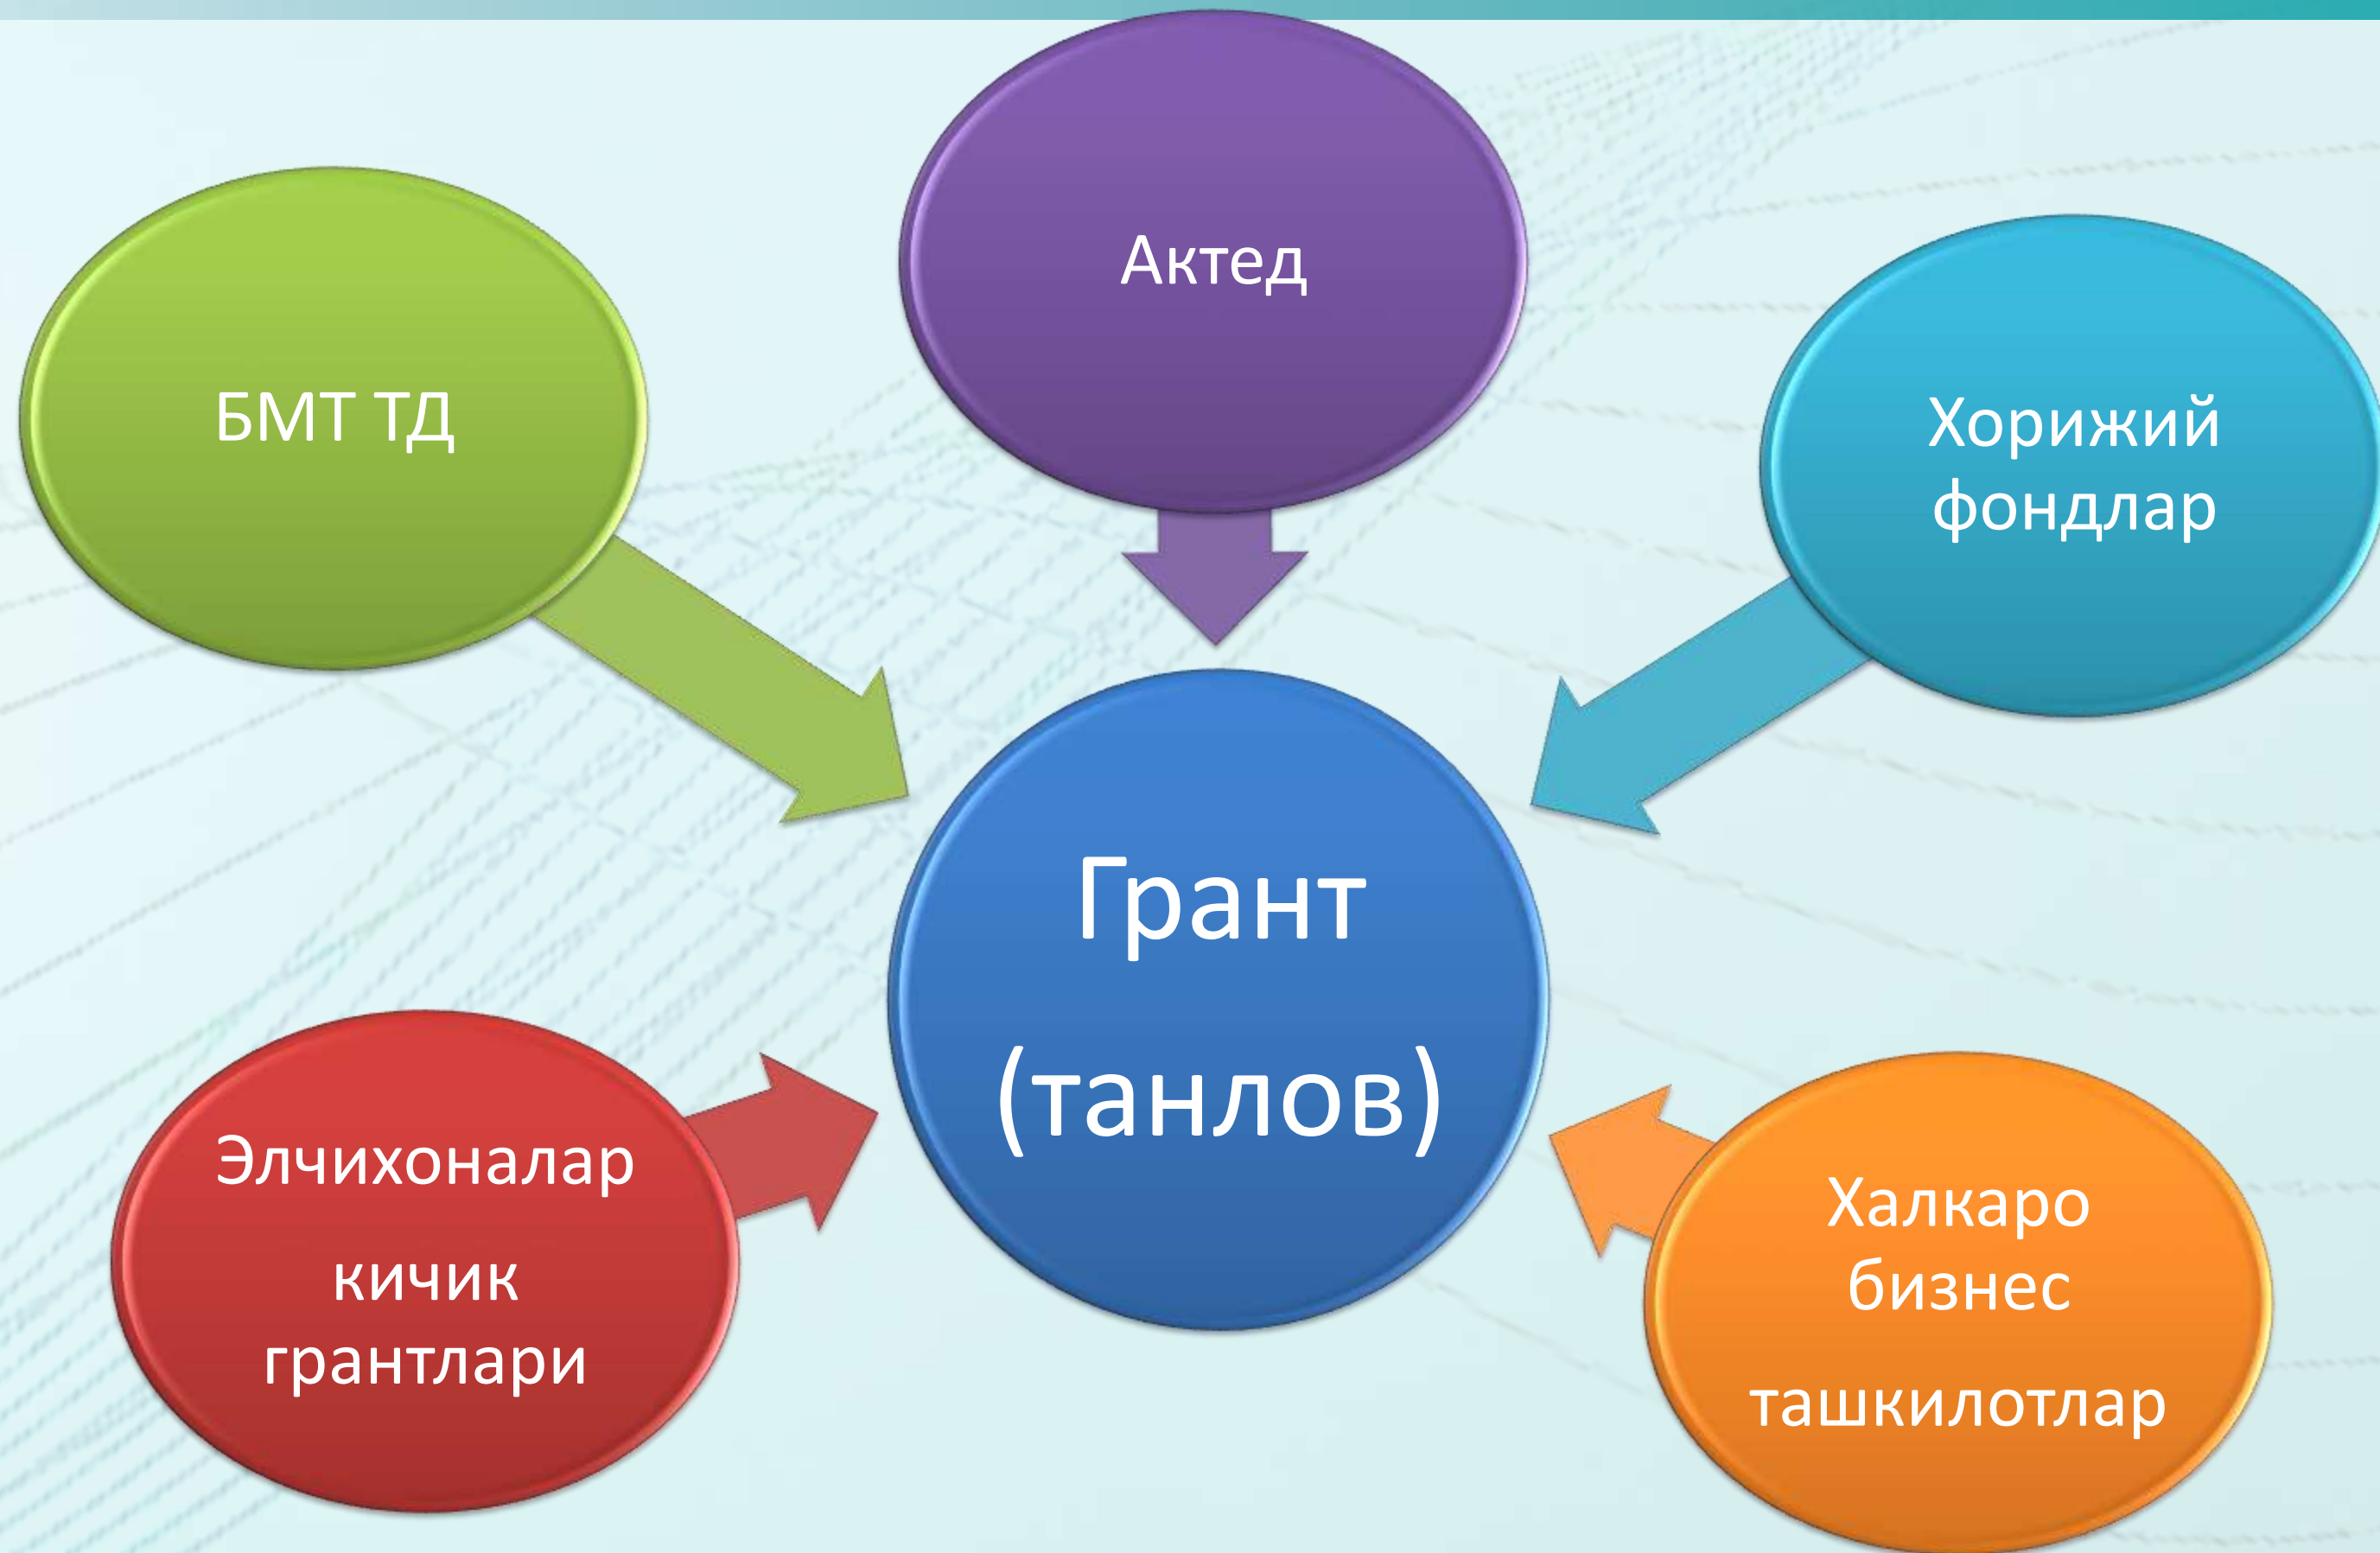 Актед
БМТ ТД
Хорижий
фондлар
Грант
(танлов)
Элчихоналар
кичик
грантлари
Халкаро
бизнес
ташкилотлар